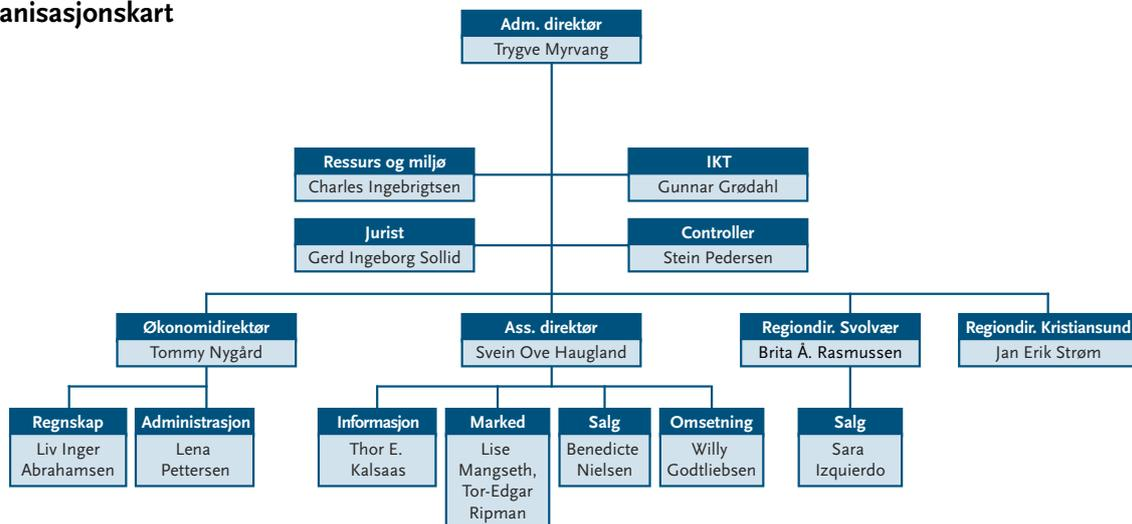 anisasjonskart
Adm. direktør
Trygve Myrvang
Ressurs og miljø
Charles Ingebrigtsen
IKT
Gunnar Grødahl
Jurist
Gerd Ingeborg Sollid
Controller
Stein Pedersen
Økonomidirektør
Tommy Nygård
Ass. direktør
Svein Ove Haugland
Regiondir. Svolvær
Brita Å. Rasmussen
Regiondir. Kristiansund
Jan Erik Strøm
Regnskap
Liv Inger
Abrahamsen
Administrasjon
Lena
Pettersen
Informasjon
Thor E.
Kalsaas
Marked
Lise
Mangseth,
Tor-Edgar
Ripman
Salg
Benedicte
Nielsen
Omsetning
Willy
Godtliebsen
Salg
Sara
Izquierdo